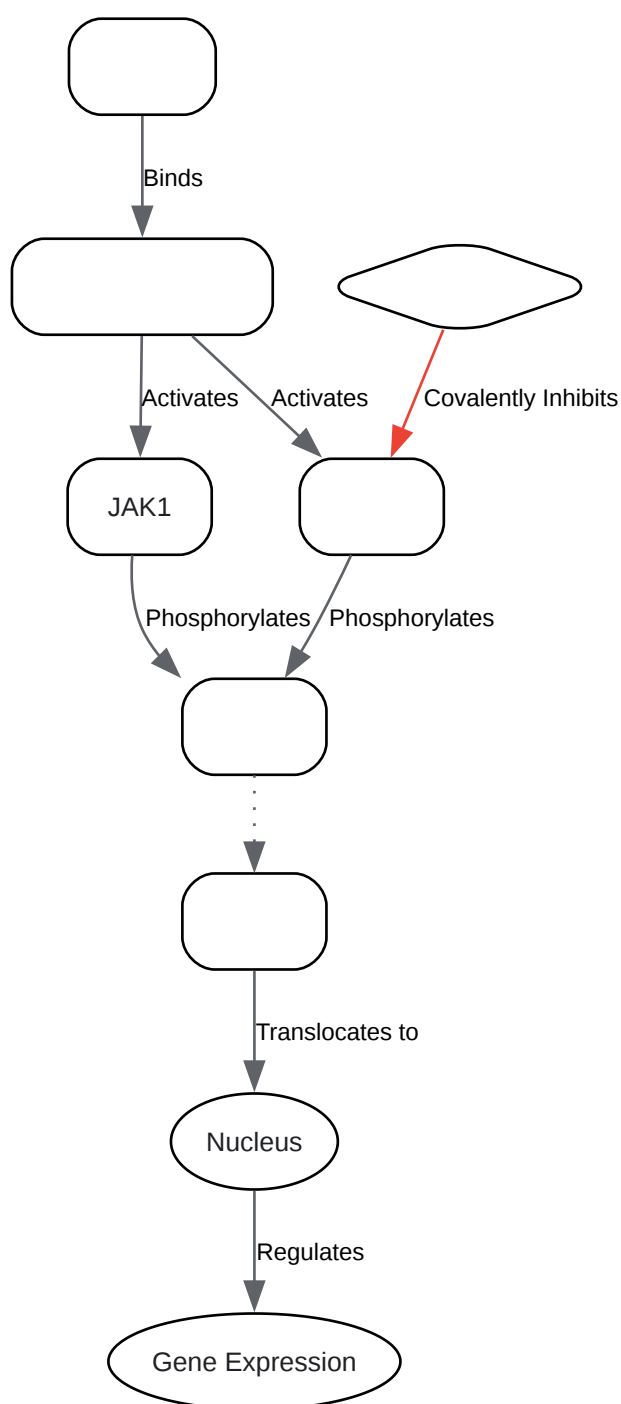 Binds
Activates
Activates
Covalently Inhibits
JAK1
Phosphorylates
Phosphorylates
Translocates to
Nucleus
Regulates
Gene Expression